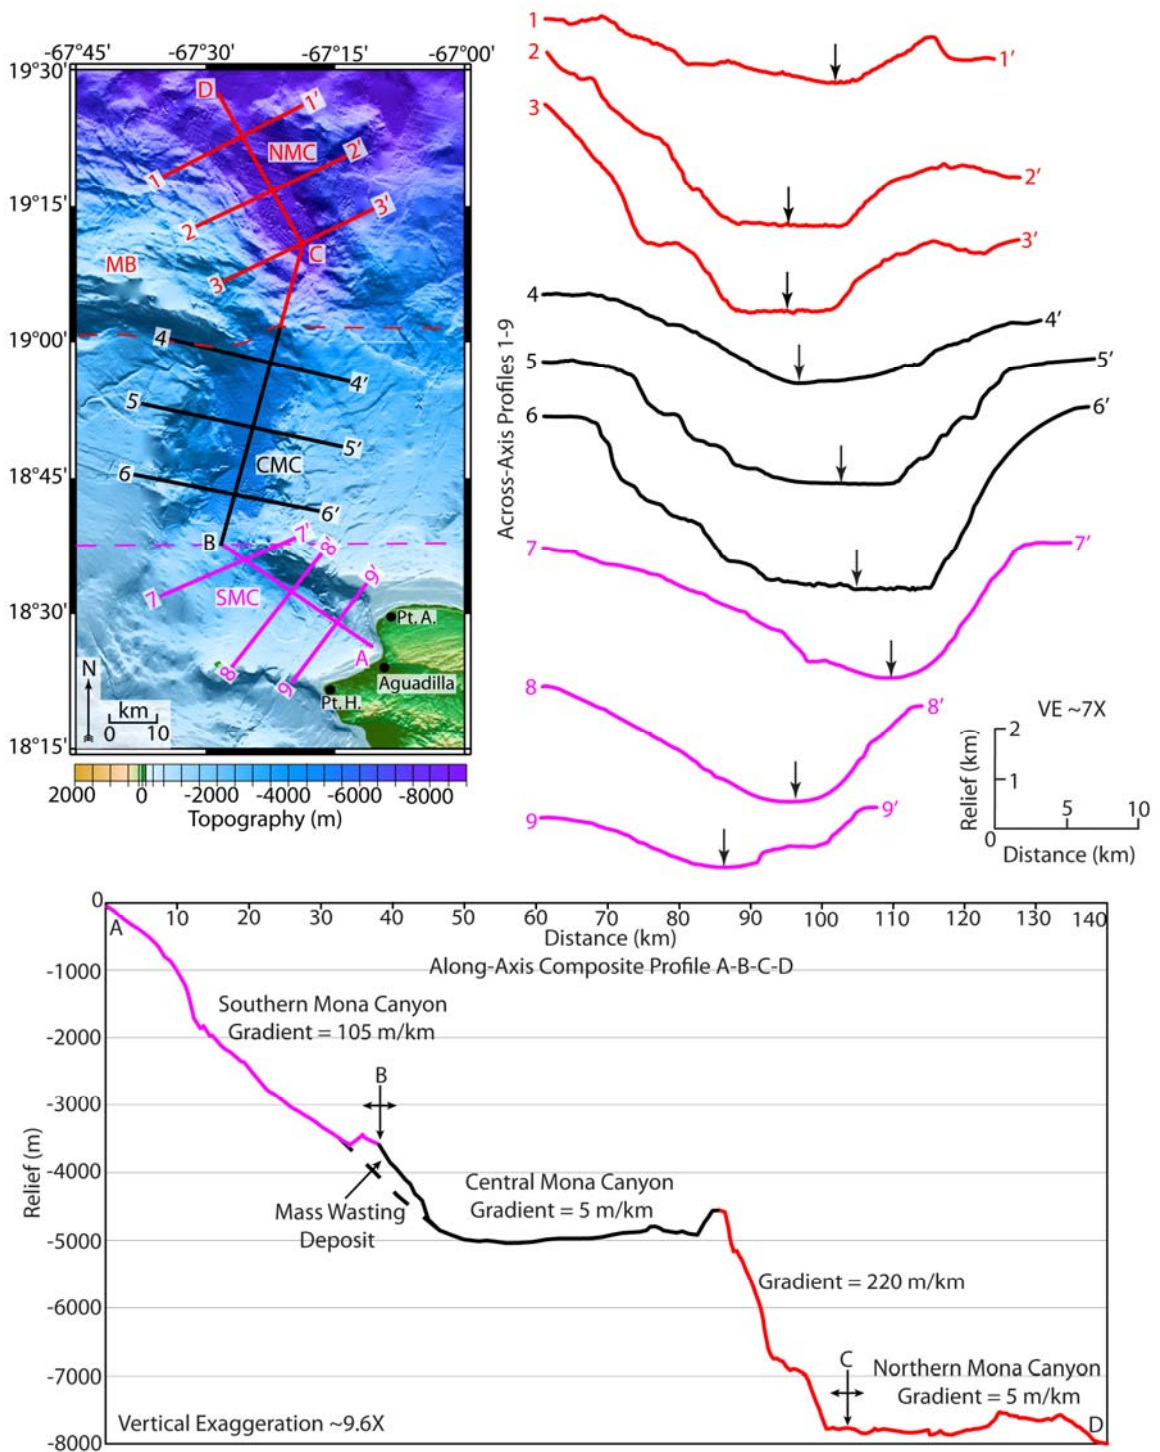 -67°45' -67°30' -67°15' -67°00'
19°30'
19°15'
19°00'
18°45'
18°30'
18°15'
D
1'
NMC
2'
1
3'
2
C
MB
3
4
4'
5
5'
CMC
6
6'
B
7'
8'
SMC
9'
7
Pt. A.
A
8
9
Aguadilla
Pt. H.
N
km
0 10
2000 0 -2000 -4000 -6000 -8000
Topography (m)
Across-Axis Profiles 1-9
1 1'
2 2'
3 3'
4 4'
5 5'
6 6'
7 7'
8 8'
9 9'
VE ~7X
Relief (km)
2
1
0
5 10
Distance (km)
0 10 20 30 40 50 60 70 80 90 100 110 120 130 140
A
Distance (km)
Along-Axis Composite Profile A-B-C-D
-1000
-2000
-3000
-4000
-5000
-6000
-7000
-8000
Relief (m)
Southern Mona Canyon
Gradient = 105 m/km
B
Mass Wasting
Deposit
Central Mona Canyon
Gradient = 5 m/km
Gradient = 220 m/km
C
Northern Mona Canyon
Gradient = 5 m/km
D
Vertical Exaggeration ~9.6X